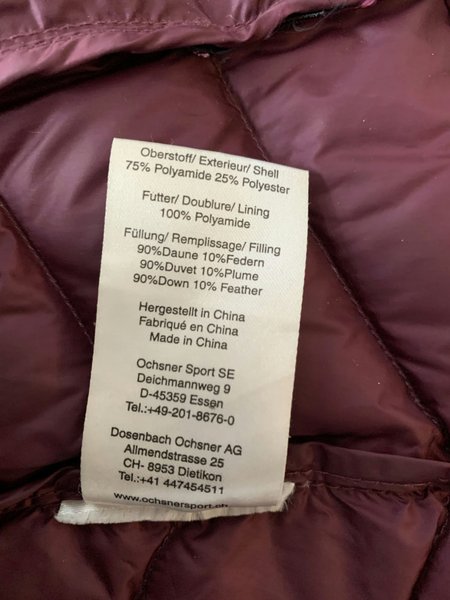 Oberstoff/ Exterieur/ Shell
75% Polyamide 25% Polyester
Futter/ Doublure/ Lining
100% Polyamide
Füllung/ Remplissage/ Filling
90%Daune 10%Federn
90%Duvet 10%Plume
90%Down 10% Feather
Hergestellt in China
Fabriqué en China
Made in China
Ochsner Sport SE
Deichmannweg 9
D-45359 Essen
Tel.:+49-201-8676-0
Dosenbach Ochsner AG
Allmendstrasse 25
CH- 8953 Dietikon
Tel.:+41 447454511
www.ochsnersport.ch